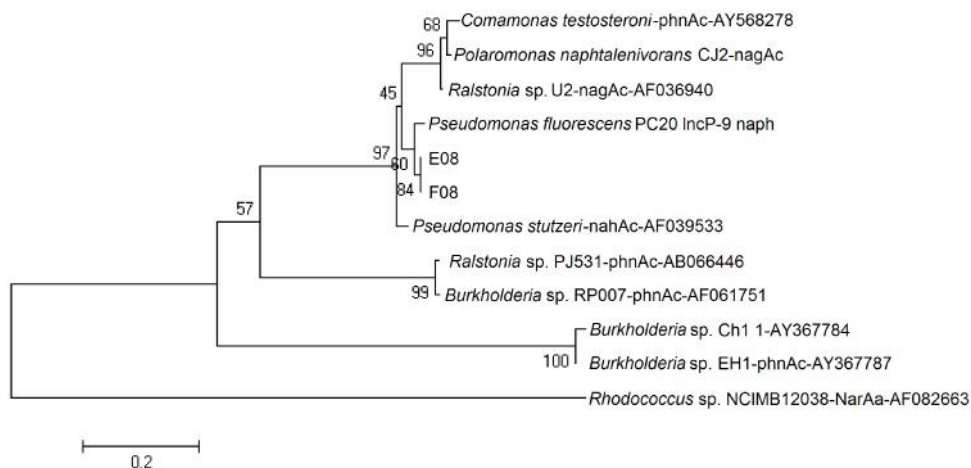 68
Comamonas testosteroni-phnAc-AY568278
96
Polaromonas naphtalenivorans CJ2-nagAc
Ralstonia sp. U2-nagAc-AF036940
45
Pseudomonas fluorescens PC20 IncP-9 naph
97
60
E08
84
F08
57
Pseudomonas stutzeri-nahAc-AF039533
Ralstonia sp. PJ531-phnAc-AB066446
99
Burkholderia sp. RP007-phnAc-AF061751
Burkholderia sp. Ch1 1-AY367784
100
Burkholderia sp. EH1-phnAc-AY367787
Rhodococcus sp. NCIMB12038-NarAa-AF082663
0.2